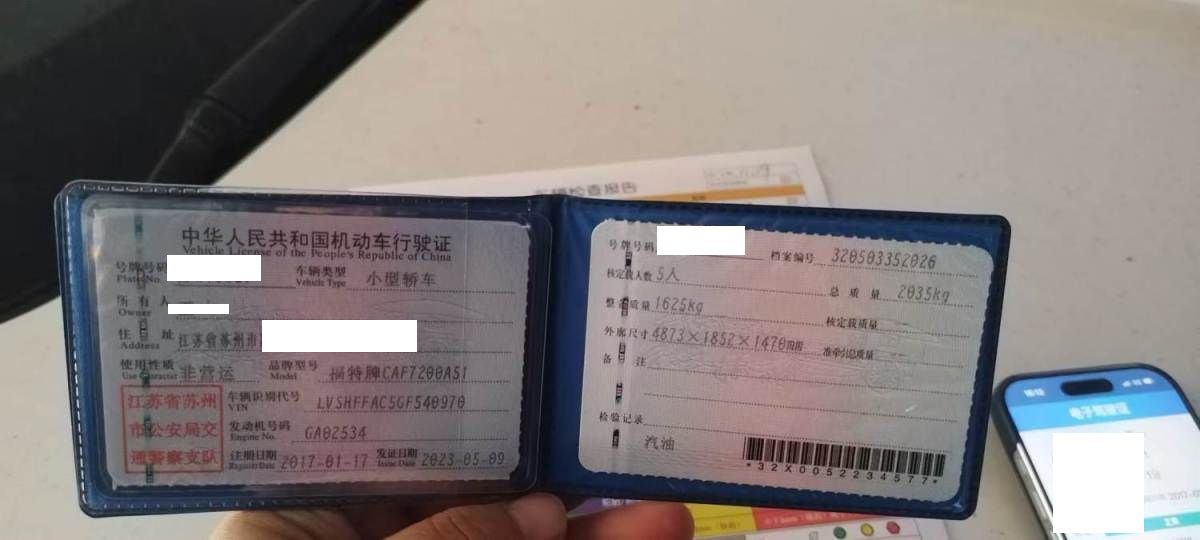 车辆检查报告
中华人民共和国机动车行驶证
Vehicle License of the People's Republic of China
号牌号码 车辆类型 小型轿车
Plate No. Vehicle Type
所有人
Owner
住址 江苏省苏州市
Address
使用性质 非营运 品牌型号 福特牌CAF7200A51
Use Character Model
江苏省苏州
市公安局交
通警察支队
车辆识别代号 LVSHFFAC5GF540970
VIN
发动机号码 GA02534
Engine No.
注册日期 2017-01-17 发证日期 2023-05-09
Register Date Issue Date
号牌号码 档案编号 320503352026
核定载人数 5人 总质量 2035kg
整备质量 1625kg 核定载质量
外廓尺寸 4873×1852×1470mm 准牵引总质量
备注
检验记录
汽油
*32X0052234577*
电子驾驶证
正常